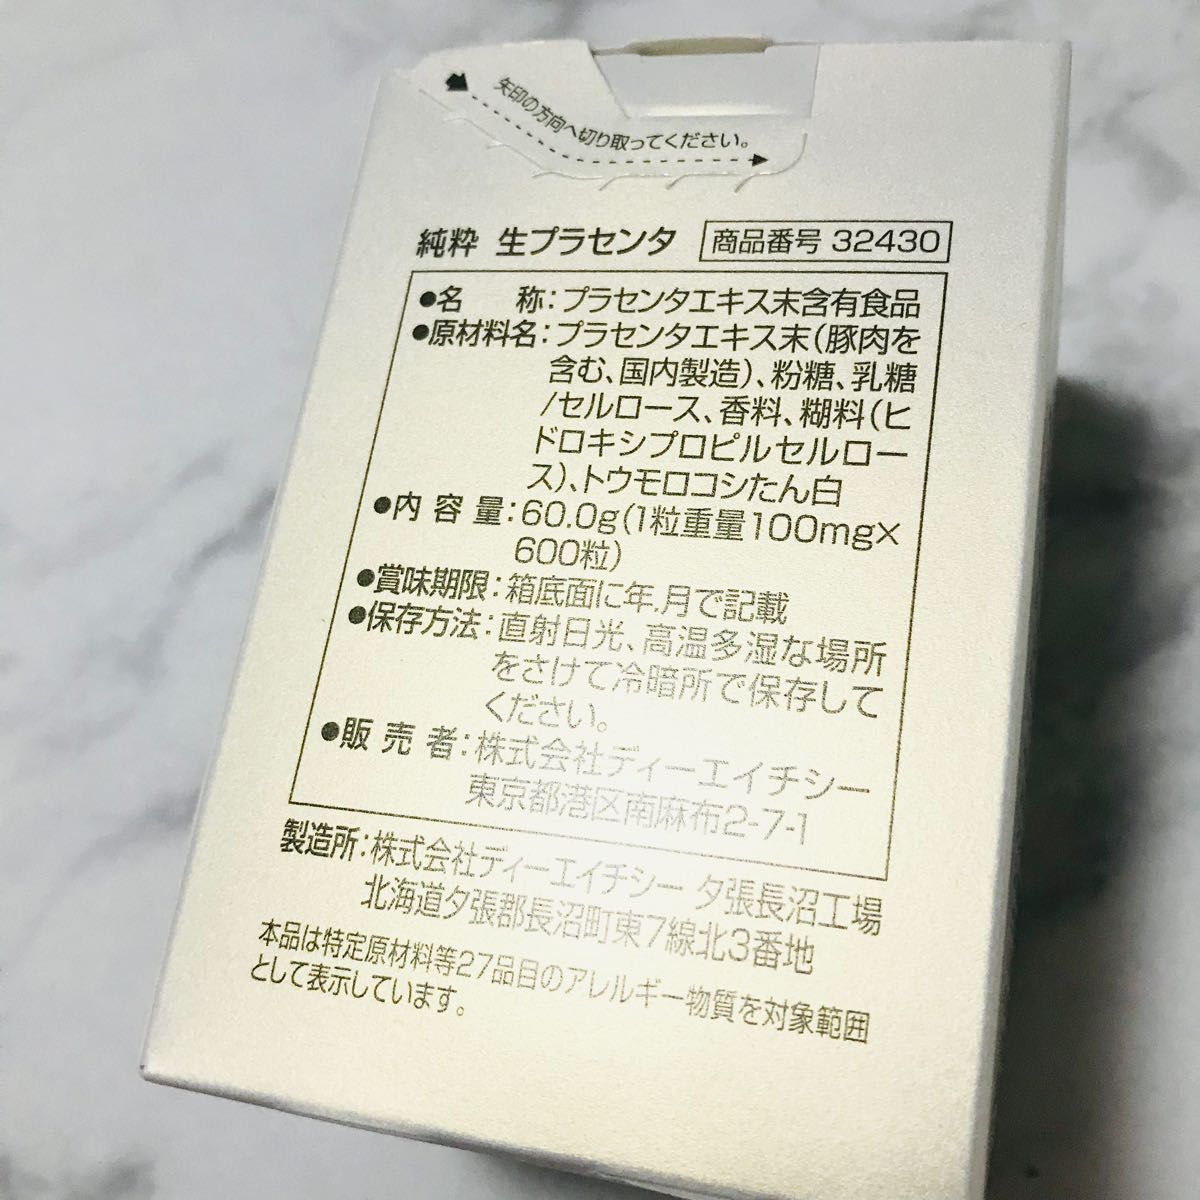 矢印の方向へ切り取ってください。
純粋 生プラセンタ 商品番号 32430
●名 称：プラセンタエキス末含有食品
●原材料名：プラセンタエキス末（豚肉を
含む、国内製造）、粉糖、乳糖
/セルロース、香料、糊料（ヒ
ドロキシプロピルセルロー
ス）、トウモロコシたん白
●内容量：60.0g（1粒重量100mg×
600粒）
●賞味期限：箱底面に年.月で記載
●保存方法：直射日光、高温多湿な場所
をさけて冷暗所で保存して
ください。
●販売者：株式会社ディーエイチシー
東京都港区南麻布2-7-1
製造所：株式会社ディーエイチシー 夕張長沼工場
北海道夕張郡長沼町東7線北3番地
本品は特定原材料等27品目のアレルギー物質を対象範囲
として表示しています。